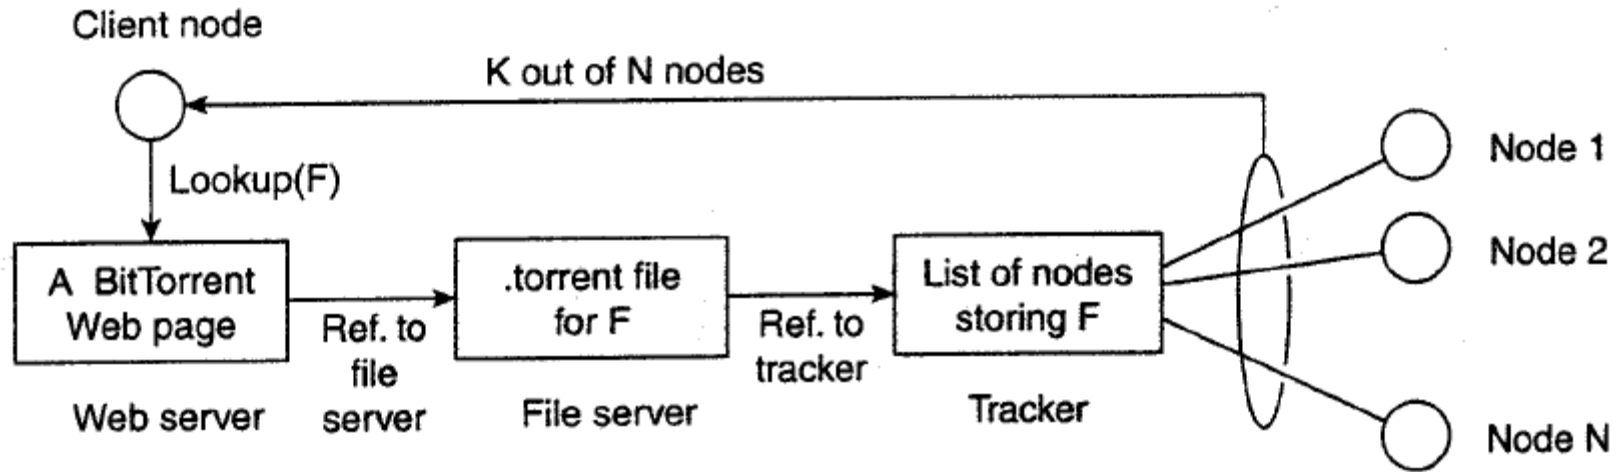 Client node
K out of N nodes
Node 1
Lookup(F)
Node 2
A BitTorrent
Web page
.torrent file
for F
List of nodes
storing F
Ref. to
file
server
Ref. to
tracker
Web server
File server
Tracker
Node N